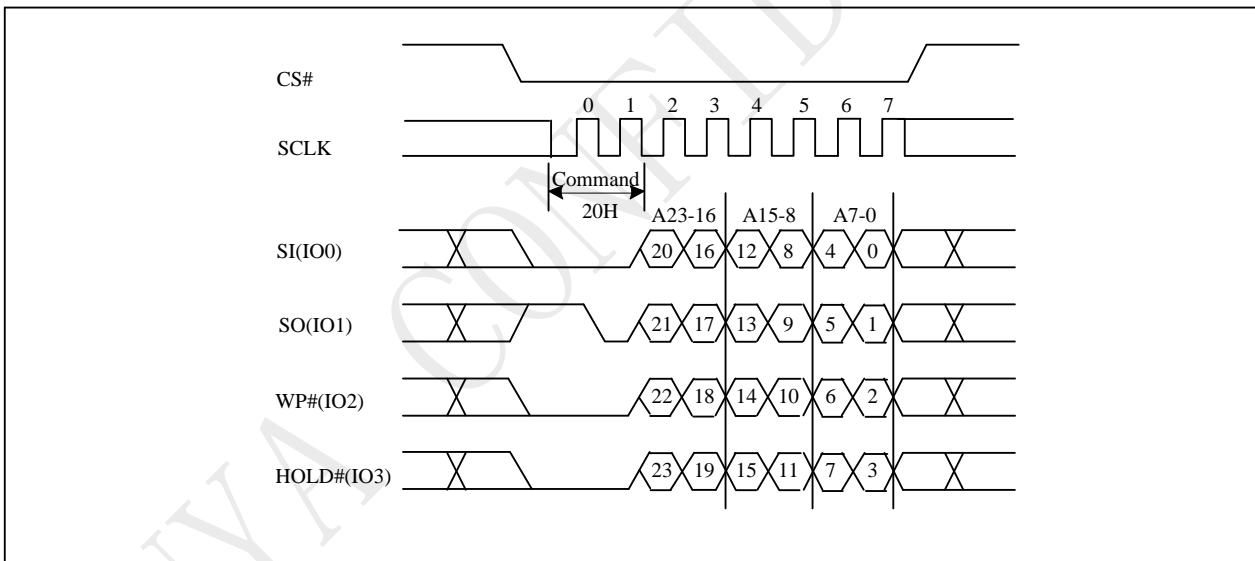 CS#
0 1 2 3 4 5 6 7
SCLK
Command
20H
A23-16 A15-8 A7-0
SI(IO0) 20 16 12 8 4 0
SO(IO1) 21 17 13 9 5 1
WP#(IO2) 22 18 14 10 6 2
HOLD#(IO3) 23 19 15 11 7 3